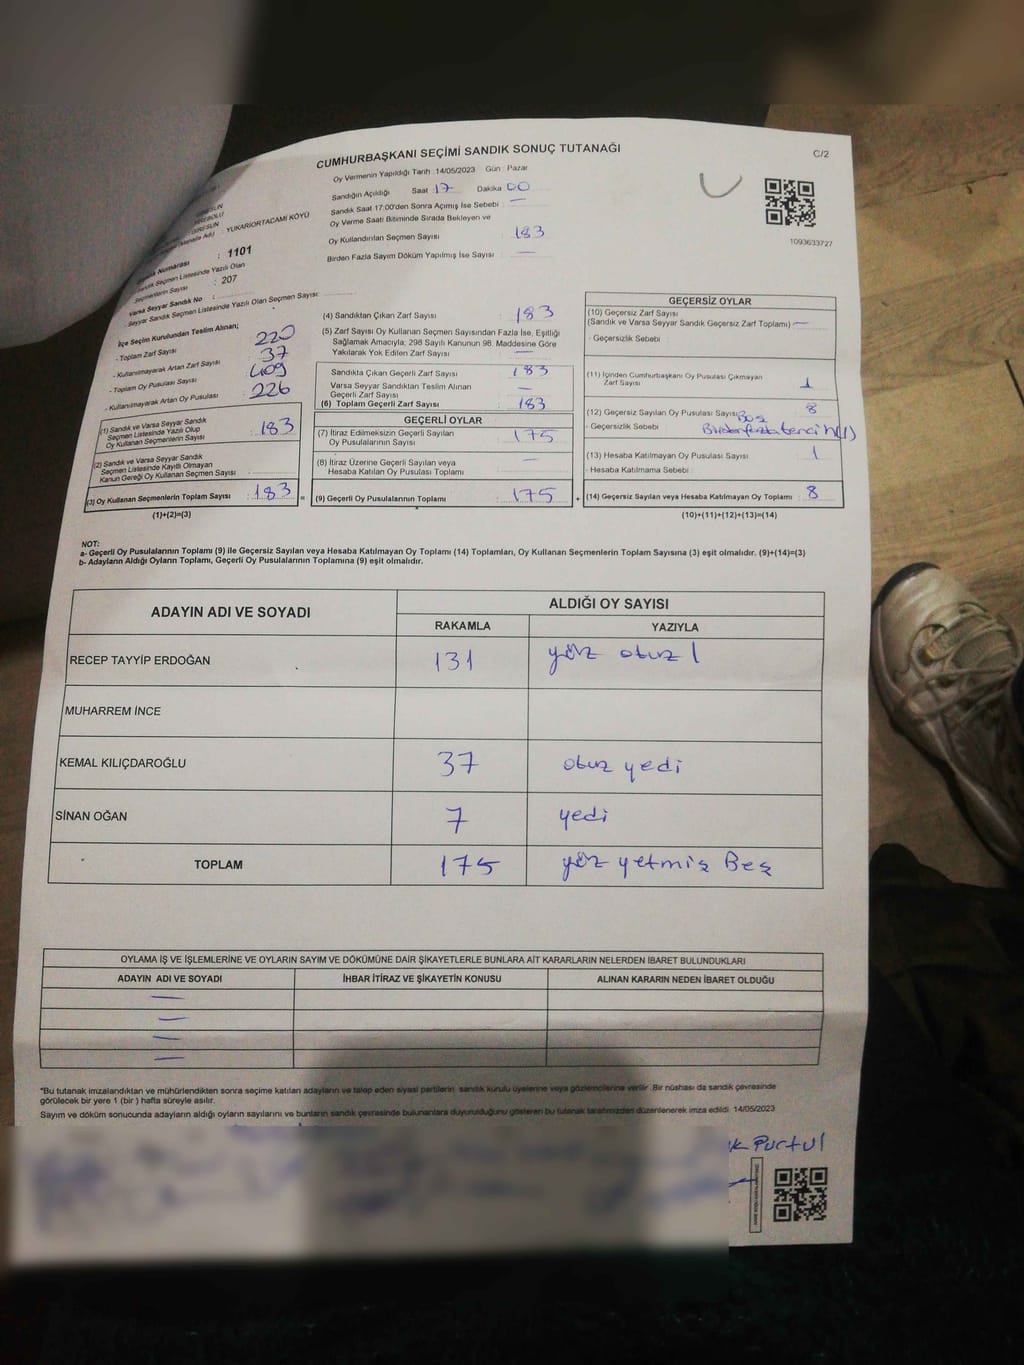 CUMHURBAŞKANI SEÇİMİ SANDIK SONUÇ TUTANAĞI
C/2
Oy Vermenin Yapıldığı Tarih : 14/05/2023 Gün : Pazar
Sandığın Açıldığı Saat 17 Dakika 00
Sandık Saat 17:00'den Sonra Açımış İse Sebebi : —
Oy Verme Saati Bitiminde Sırada Bekleyen ve
Oy Kullandırılan Seçmen Sayısı 183
Birden Fazla Sayım Döküm Yapılmış İse Sayısı : —
1093633727
GİRESUN
YUKARIORTACAMİ KÖYÜ
Numarası : 1101
Sandık Seçmen Listesinde Yazılı Olan
Seçmenlerin Sayısı : 207
Varsa Seyyar Sandık No :
Seyyar Sandık Seçmen Listesinde Yazılı Olan Seçmen Sayısı:
İlçe Seçim Kurulundan Teslim Alınan;
- Toplam Zarf Sayısı 220
- Kullanılmayarak Artan Zarf Sayısı 37
- Toplam Oy Pusulası Sayısı 409
- Kullanılmayarak Artan Oy Pusulası 226
(1) Sandık ve Varsa Seyyar Sandık
Seçmen Listesinde Yazılı Olup
Oy Kullanan Seçmenlerin Sayısı 183
(2) Sandık ve Varsa Seyyar Sandık
Seçmen Listesinde Kayıtlı Olmayan
Kanun Gereği Oy Kullanan Seçmen Sayısı
(3) Oy Kullanan Seçmenlerin Toplam Sayısı : 183 =
(1)+(2)=(3)
(4) Sandıktan Çıkan Zarf Sayısı : 183
(5) Zarf Sayısı Oy Kullanan Seçmen Sayısından Fazla İse, Eşitliği
Sağlamak Amacıyla; 298 Sayılı Kanunun 98. Maddesine Göre
Yakılarak Yok Edilen Zarf Sayısı —
Sandıkta Çıkan Geçerli Zarf Sayısı : 183
Varsa Seyyar Sandıktan Teslim Alınan
Geçerli Zarf Sayısı —
(6) Toplam Geçerli Zarf Sayısı : 183
GEÇERLİ OYLAR
(7) İtiraz Edilmeksizin Geçerli Sayılan
Oy Pusulalarının Sayısı : 175
(8) İtiraz Üzerine Geçerli Sayılan veya
Hesaba Katılan Oy Pusulası Toplamı —
(9) Geçerli Oy Pusulalarının Toplamı : 175 +
GEÇERSİZ OYLAR
(10) Geçersiz Zarf Sayısı
(Sandık ve Varsa Seyyar Sandık Geçersiz Zarf Toplamı) —
- Geçersizlik Sebebi
(11) İçinden Cumhurbaşkanı Oy Pusulası Çıkmayan
Zarf Sayısı 1
(12) Geçersiz Sayılan Oy Pusulası Sayısı 8
Boş
- Geçersizlik Sebebi
(13) Hesaba Katılmayan Oy Pusulası Sayısı 1
- Hesaba Katılmama Sebebi
(14) Geçersiz Sayılan veya Hesaba Katılmayan Oy Toplamı : 8
(10)+(11)+(12)+(13)=(14)
NOT:
a- Geçerli Oy Pusulalarının Toplamı (9) ile Geçersiz Sayılan veya Hesaba Katılmayan Oy Toplamı (14) Toplamları, Oy Kullanan Seçmenlerin Toplam Sayısına (3) eşit olmalıdır. (9)+(14)=(3)
b- Adayların Aldığı Oyların Toplamı, Geçerli Oy Pusulalarının Toplamına (9) eşit olmalıdır.
ADAYIN ADI VE SOYADI
ALDIĞI OY SAYISI
RAKAMLA YAZIYLA
RECEP TAYYİP ERDOĞAN 131 yüz otuz 1
MUHARREM İNCE
KEMAL KILIÇDAROĞLU 37 otuz yedi
SİNAN OĞAN 7 yedi
TOPLAM 175 yüz yetmiş Beş
OYLAMA İŞ VE İŞLEMLERİNE VE OYLARIN SAYIM VE DÖKÜMÜNE DAİR ŞİKAYETLERLE BUNLARA AİT KARARLARIN NELERDEN İBARET BULUNDUKLARI
ADAYIN ADI VE SOYADI İHBAR İTİRAZ VE ŞİKAYETİN KONUSU ALINAN KARARIN NEDEN İBARET OLDUĞU
—
—
—
—
*Bu tutanak imzalandıktan ve mühürlendikten sonra seçime katılan adayların ve talep eden siyasi partilerin sandık kurulu üyelerine veya gözlemcilerine verilir. Bir nüshası da sandık çevresinde
görülecek bir yere 1 (bir ) hafta süreyle asılır.
Sayım ve döküm sonucunda adayların aldığı oyların sayılarını ve bunların sandık çevresinde bulunanlara duyurulduğunu gösteren bu tutanak tarafımızdan düzenlenerek imza edildi. 14/05/2023